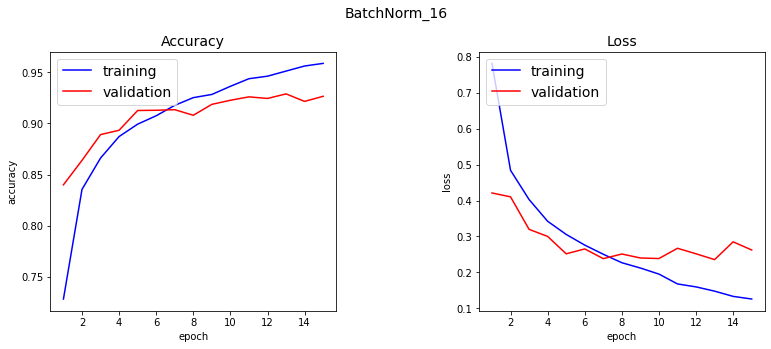 BatchNorm_16
Accuracy
training
validation
0.95
0.90
0.85
0.80
0.75
accuracy
2 4 6 8 10 12 14
epoch
Loss
training
validation
0.8
0.7
0.6
0.5
0.4
0.3
0.2
0.1
loss
2 4 6 8 10 12 14
epoch